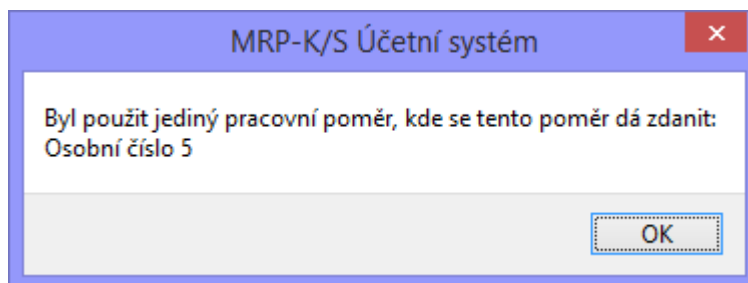 MRP-K/S Účetní systém
Byl použit jediný pracovní poměr, kde se tento poměr dá zdanit:
Osobní číslo 5
OK